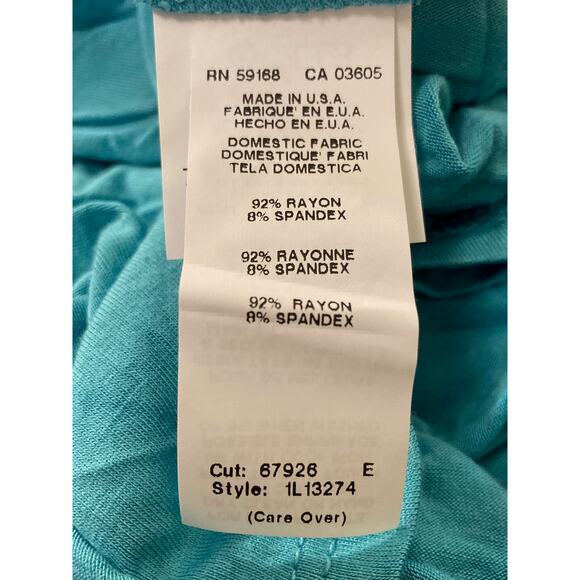 RN 59168 CA 03605
MADE IN U.S.A.
FABRIQUE' EN E.U.A.
HECHO EN E.U.A.
DOMESTIC FABRIC
DOMESTIQUE' FABRI
TELA DOMESTICA
92% RAYON
8% SPANDEX
92% RAYONNE
8% SPANDEX
92% RAYON
8% SPANDEX
Cut: 67926 E
Style: 1L13274
(Care Over)